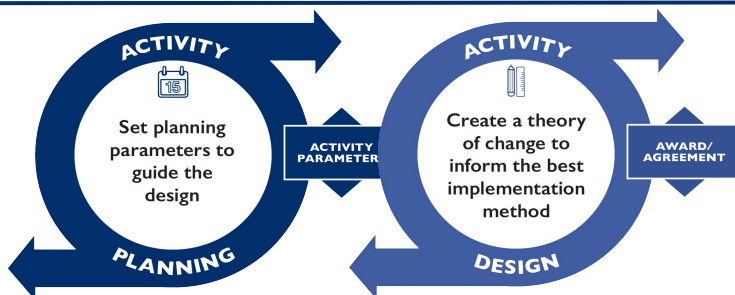 ACTIVITY
15
Set planning
parameters to
guide the
design
PLANNING
ACTIVITY
PARAMETER
ACTIVITY
Create a theory
of change to
inform the best
implementation
method
DESIGN
AWARD/
AGREEMENT